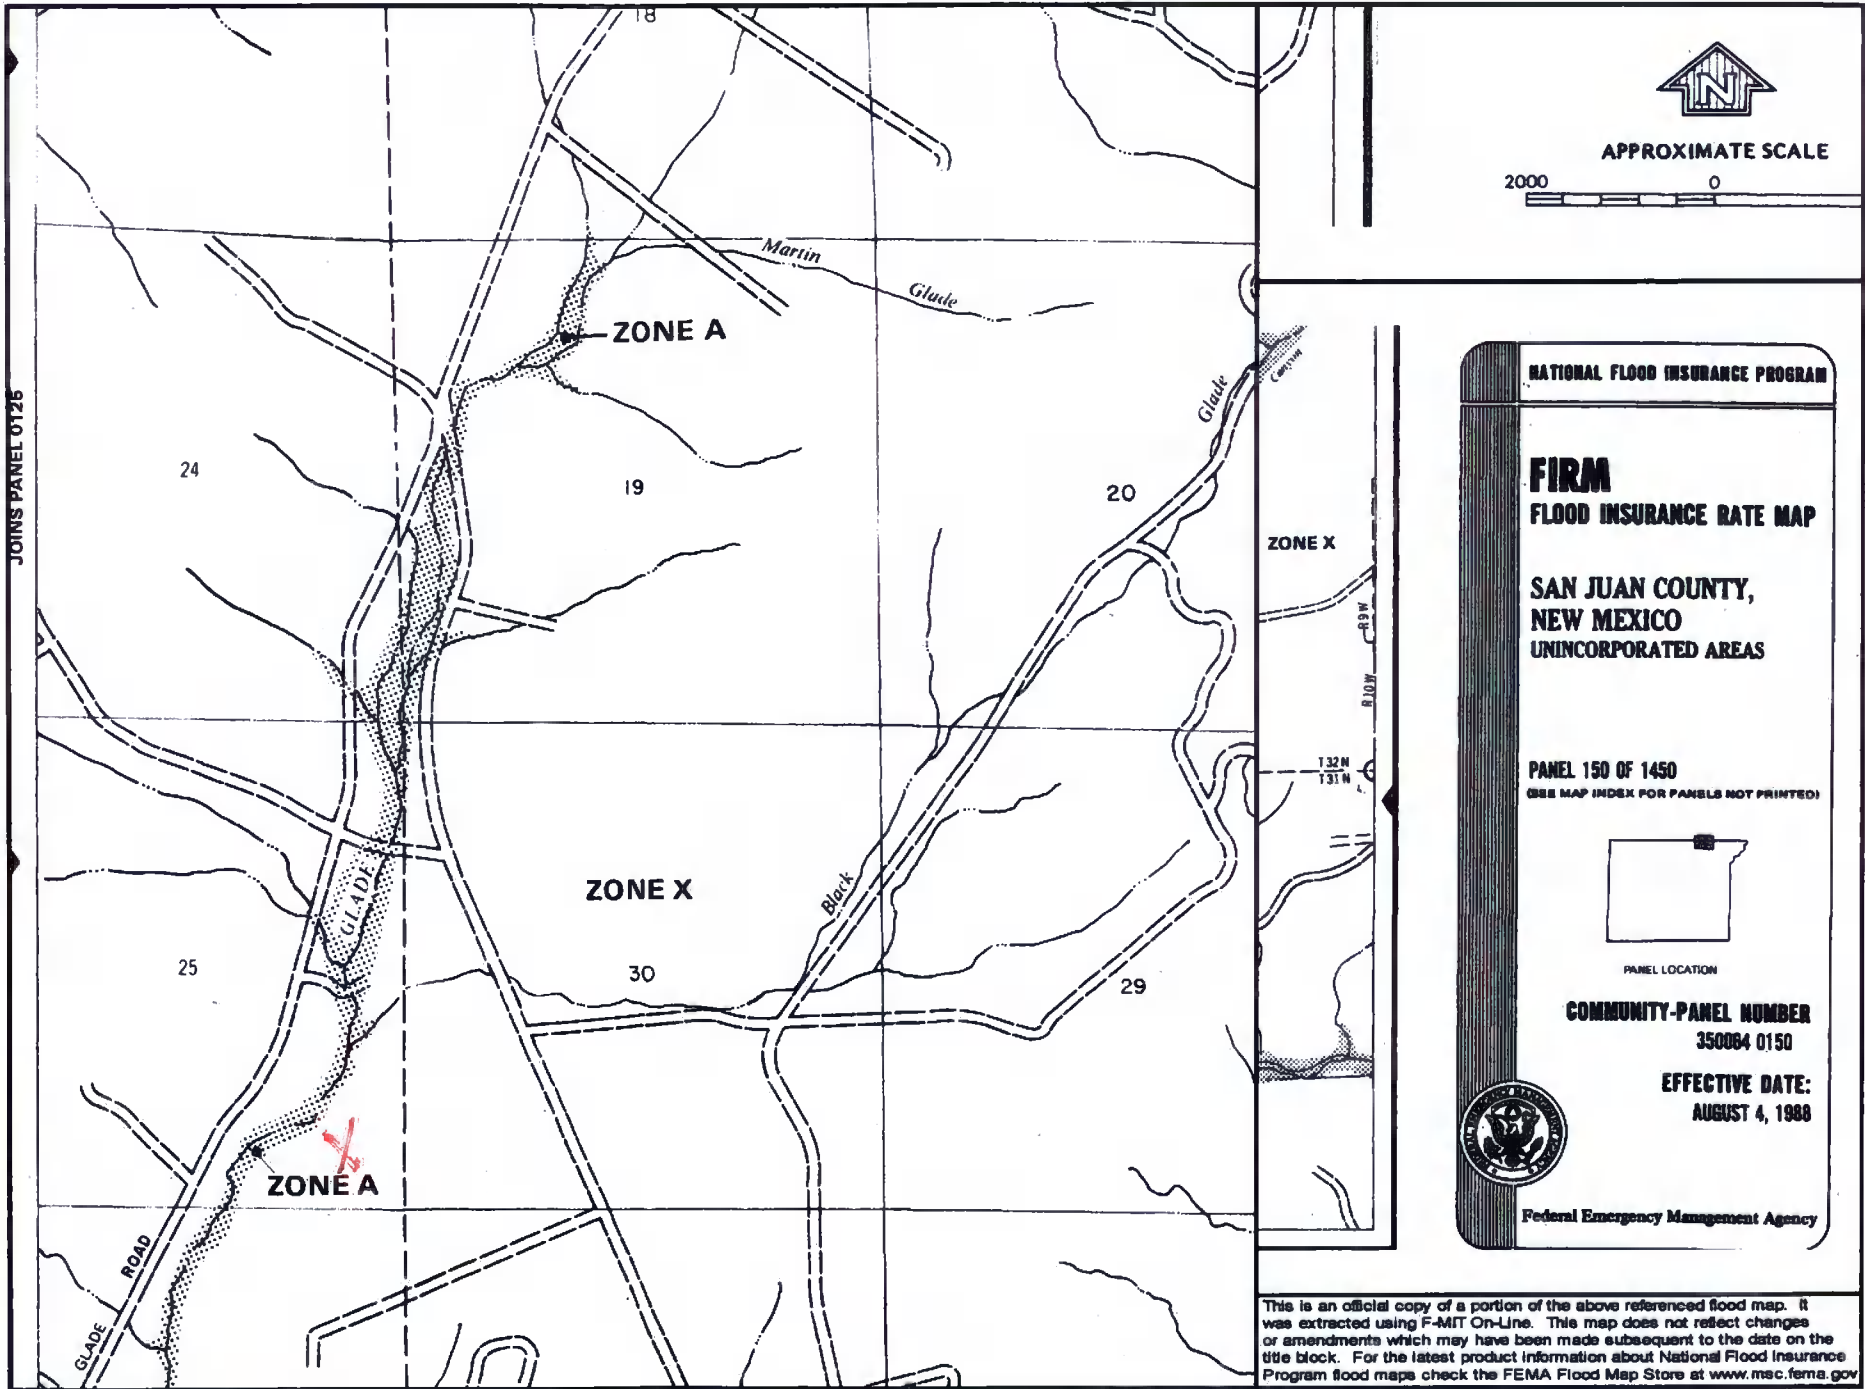 18
N
APPROXIMATE SCALE
2000 0
Martin
Glade
ZONE A
JOINS PANEL 0125
24
19
20
Glade
Canyon
ZONE X
R9W
R10W
T32N
T31N
GLADE
ZONE X
Black
25
30
29
ZONE A
ROAD
GLADE
NATIONAL FLOOD INSURANCE PROGRAM
FIRM
FLOOD INSURANCE RATE MAP
SAN JUAN COUNTY,
NEW MEXICO
UNINCORPORATED AREAS
PANEL 150 OF 1450
(SEE MAP INDEX FOR PANELS NOT PRINTED)
PANEL LOCATION
COMMUNITY-PANEL NUMBER
350064 0150
EFFECTIVE DATE:
AUGUST 4, 1988
Federal Emergency Management Agency
This is an official copy of a portion of the above referenced flood map. It
was extracted using F-MIT On-Line. This map does not reflect changes
or amendments which may have been made subsequent to the date on the
title block. For the latest product information about National Flood Insurance
Program flood maps check the FEMA Flood Map Store at www.msc.fema.gov